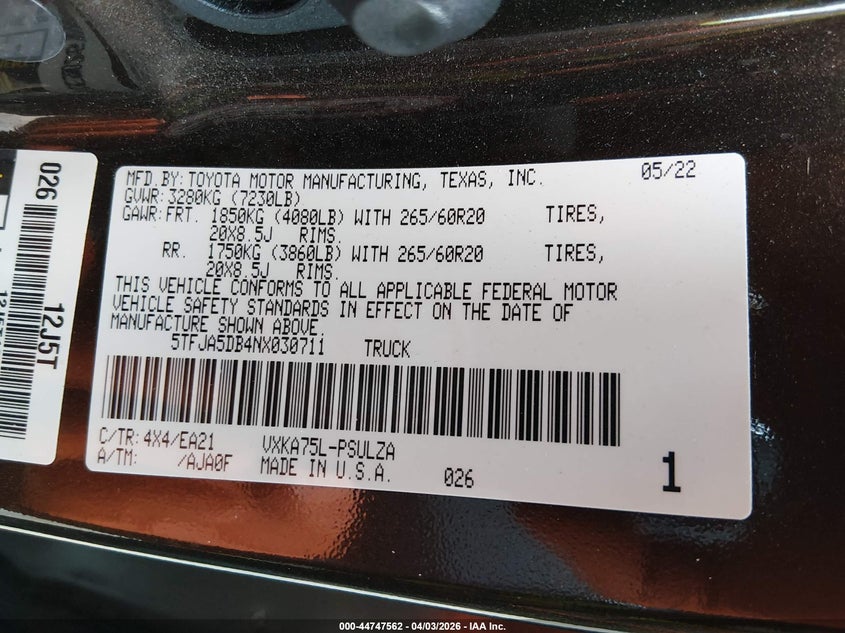 026
12J5T
MFD.BY:TOYOTA MOTOR MANUFACTURING, TEXAS, INC. 05/22
GVWR:3280KG (7230LB)
GAWR:FRT. 1850KG (4080LB) WITH 265/60R20 TIRES,
20X8.5J RIMS.
RR. 1750KG (3860LB) WITH 265/60R20 TIRES,
20X8.5J RIMS.
THIS VEHICLE CONFORMS TO ALL APPLICABLE FEDERAL MOTOR
VEHICLE SAFETY STANDARDS IN EFFECT ON THE DATE OF
MANUFACTURE SHOWN ABOVE.
5TFJA5DB4NX030711 TRUCK
C/TR:4X4/EA21 VXKA75L-PSULZA
A/TM: /AJA0F MADE IN U.S.A. 026 1
000-44747562 - 04/03/2026 - IAA Inc.